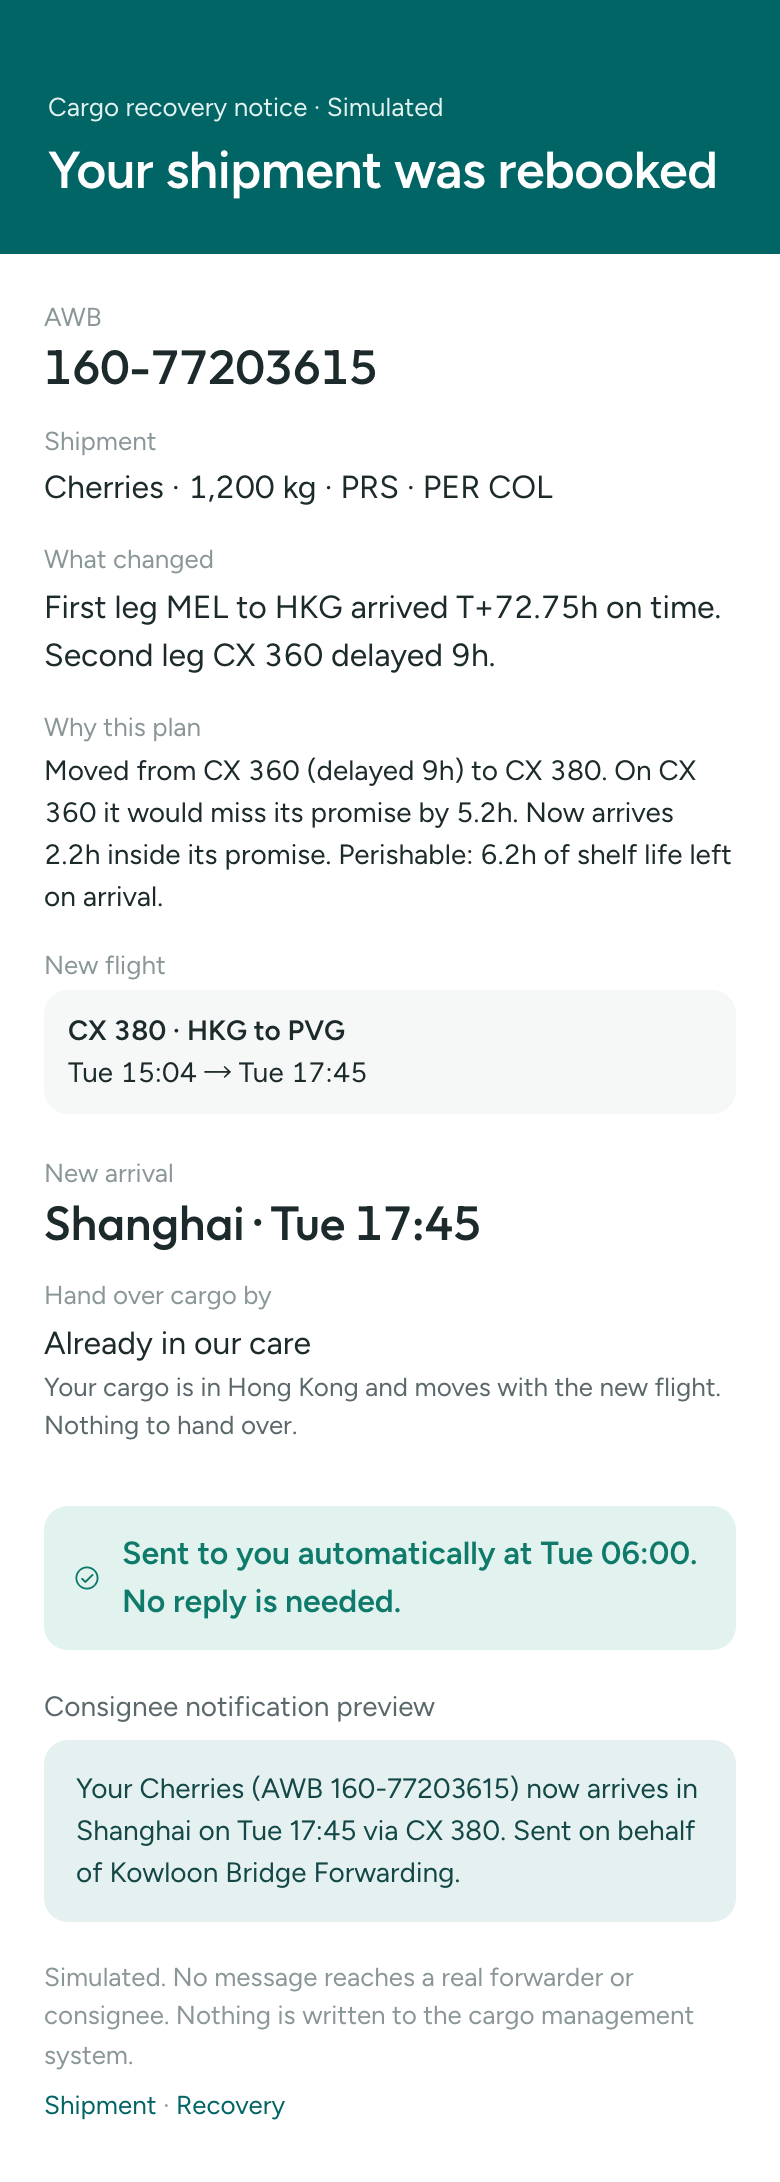 Cargo recovery notice · Simulated
Your shipment was rebooked
AWB
160-77203615
Shipment
Cherries · 1,200 kg · PRS · PER COL
What changed
First leg MEL to HKG arrived T+72.75h on time.
Second leg CX 360 delayed 9h.
Why this plan
Moved from CX 360 (delayed 9h) to CX 380. On CX
360 it would miss its promise by 5.2h. Now arrives
2.2h inside its promise. Perishable: 6.2h of shelf life left
on arrival.
New flight
CX 380 · HKG to PVG
Tue 15:04 → Tue 17:45
New arrival
Shanghai · Tue 17:45
Hand over cargo by
Already in our care
Your cargo is in Hong Kong and moves with the new flight.
Nothing to hand over.
Sent to you automatically at Tue 06:00.
No reply is needed.
Consignee notification preview
Your Cherries (AWB 160-77203615) now arrives in
Shanghai on Tue 17:45 via CX 380. Sent on behalf
of Kowloon Bridge Forwarding.
Simulated. No message reaches a real forwarder or
consignee. Nothing is written to the cargo management
system.
Shipment · Recovery